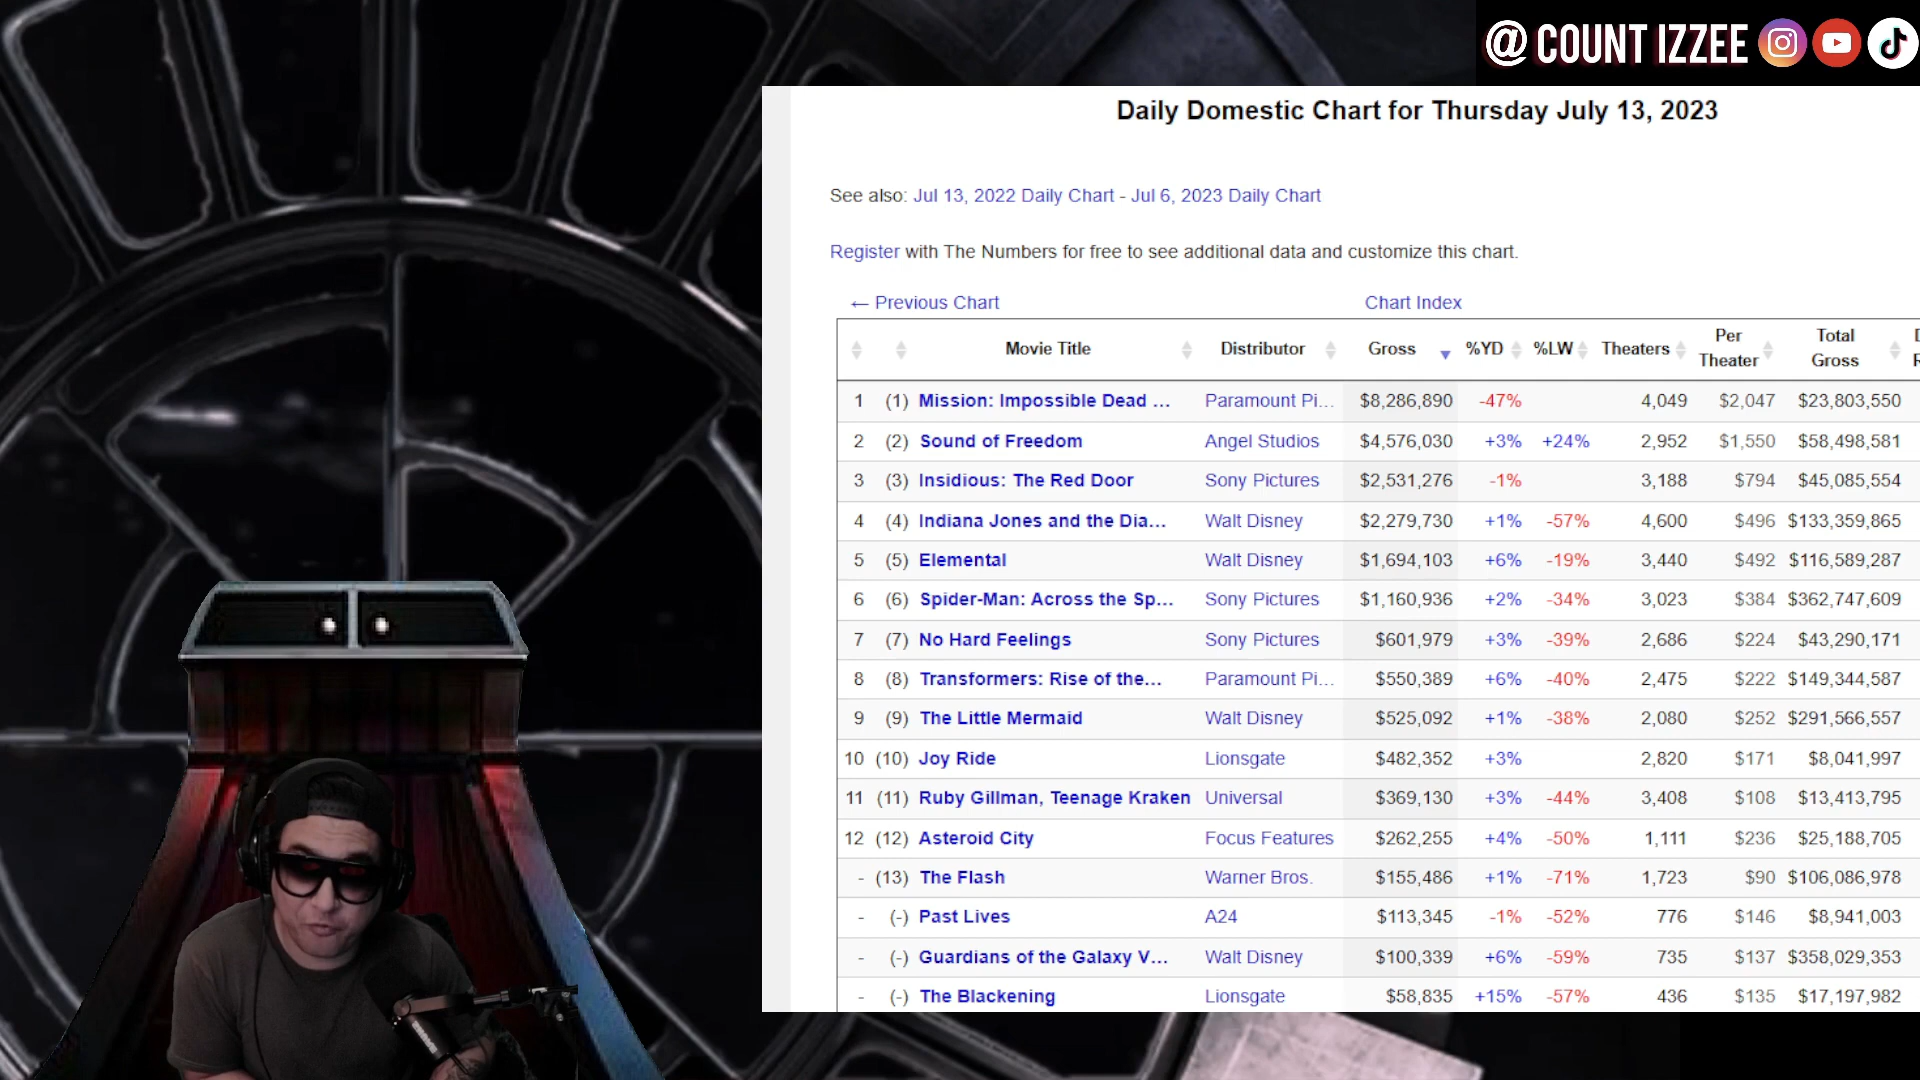 @ COUNT IZZEE
Daily Domestic Chart for Thursday July 13, 2023
See also: Jul 13, 2022 Daily Chart - Jul 6, 2023 Daily Chart
Register with The Numbers for free to see additional data and customize this chart.
← Previous Chart Chart Index
Movie Title Distributor Gross %YD %LW Theaters Per Theater Total Gross
1 (1) Mission: Impossible Dead ... Paramount Pi... $8,286,890 -47% 4,049 $2,047 $23,803,550
2 (2) Sound of Freedom Angel Studios $4,576,030 +3% +24% 2,952 $1,550 $58,498,581
3 (3) Insidious: The Red Door Sony Pictures $2,531,276 -1% 3,188 $794 $45,085,554
4 (4) Indiana Jones and the Dia... Walt Disney $2,279,730 +1% -57% 4,600 $496 $133,359,865
5 (5) Elemental Walt Disney $1,694,103 +6% -19% 3,440 $492 $116,589,287
6 (6) Spider-Man: Across the Sp... Sony Pictures $1,160,936 +2% -34% 3,023 $384 $362,747,609
7 (7) No Hard Feelings Sony Pictures $601,979 +3% -39% 2,686 $224 $43,290,171
8 (8) Transformers: Rise of the... Paramount Pi... $550,389 +6% -40% 2,475 $222 $149,344,587
9 (9) The Little Mermaid Walt Disney $525,092 +1% -38% 2,080 $252 $291,566,557
10 (10) Joy Ride Lionsgate $482,352 +3% 2,820 $171 $8,041,997
11 (11) Ruby Gillman, Teenage Kraken Universal $369,130 +3% -44% 3,408 $108 $13,413,795
12 (12) Asteroid City Focus Features $262,255 +4% -50% 1,111 $236 $25,188,705
- (13) The Flash Warner Bros. $155,486 +1% -71% 1,723 $90 $106,086,978
- (-) Past Lives A24 $113,345 -1% -52% 776 $146 $8,941,003
- (-) Guardians of the Galaxy V... Walt Disney $100,339 +6% -59% 735 $137 $358,029,353
- (-) The Blackening Lionsgate $58,835 +15% -57% 436 $135 $17,197,982